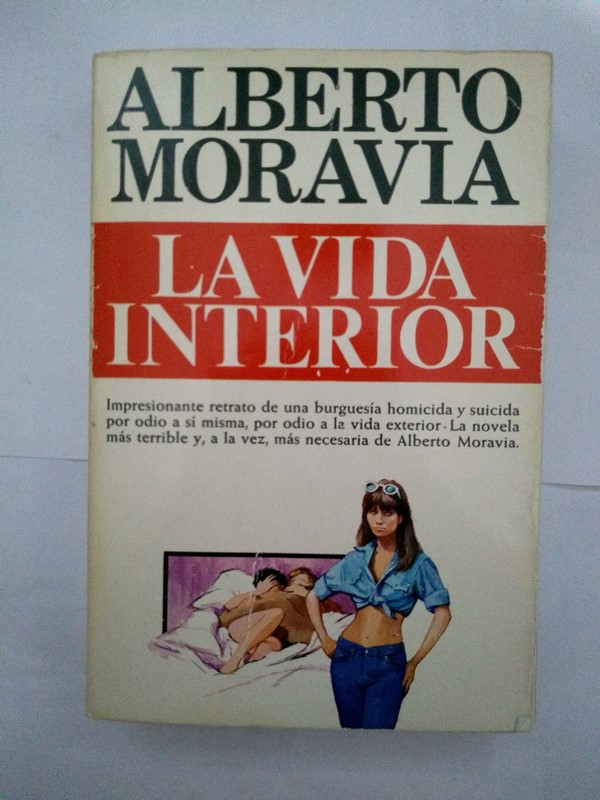 ALBERTO
MORAVIA
LA VIDA
INTERIOR
Impresionante retrato de una burguesía homicida y suicida
por odio a sí misma, por odio a la vida exterior·La novela
más terrible y, a la vez, más necesaria de Alberto Moravia.